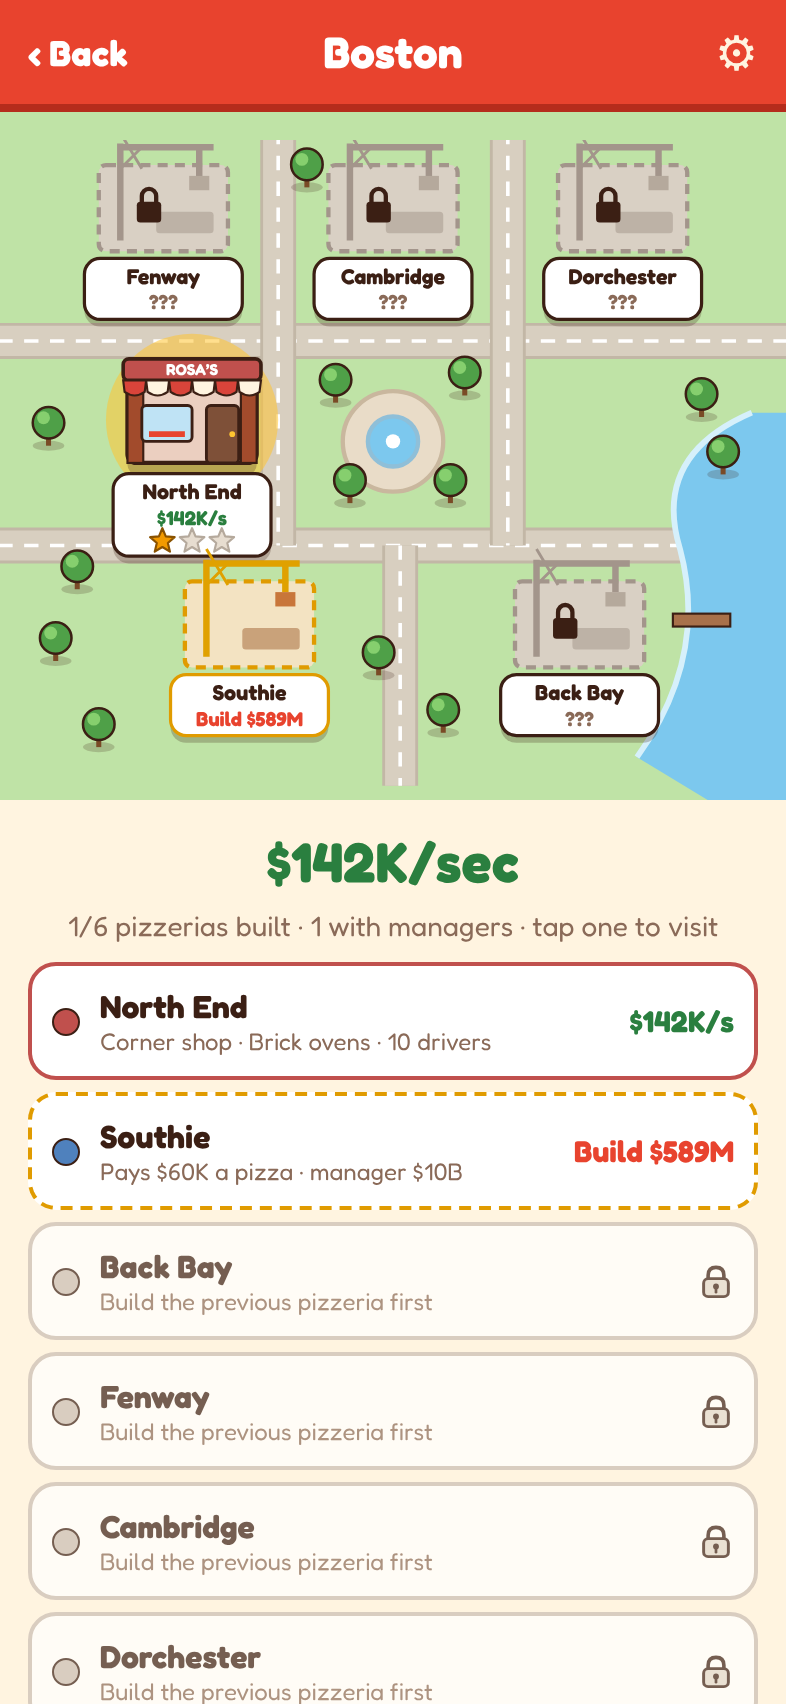 ‹ Back
Boston
Fenway
???
Cambridge
???
Dorchester
???
ROSA'S
North End
$142K/s
Southie
Build $589M
Back Bay
???
$142K/sec
1/6 pizzerias built · 1 with managers · tap one to visit
North End
Corner shop · Brick ovens · 10 drivers
$142K/s
Southie
Pays $60K a pizza · manager $10B
Build $589M
Back Bay
Build the previous pizzeria first
Fenway
Build the previous pizzeria first
Cambridge
Build the previous pizzeria first
Dorchester
Build the previous pizzeria first